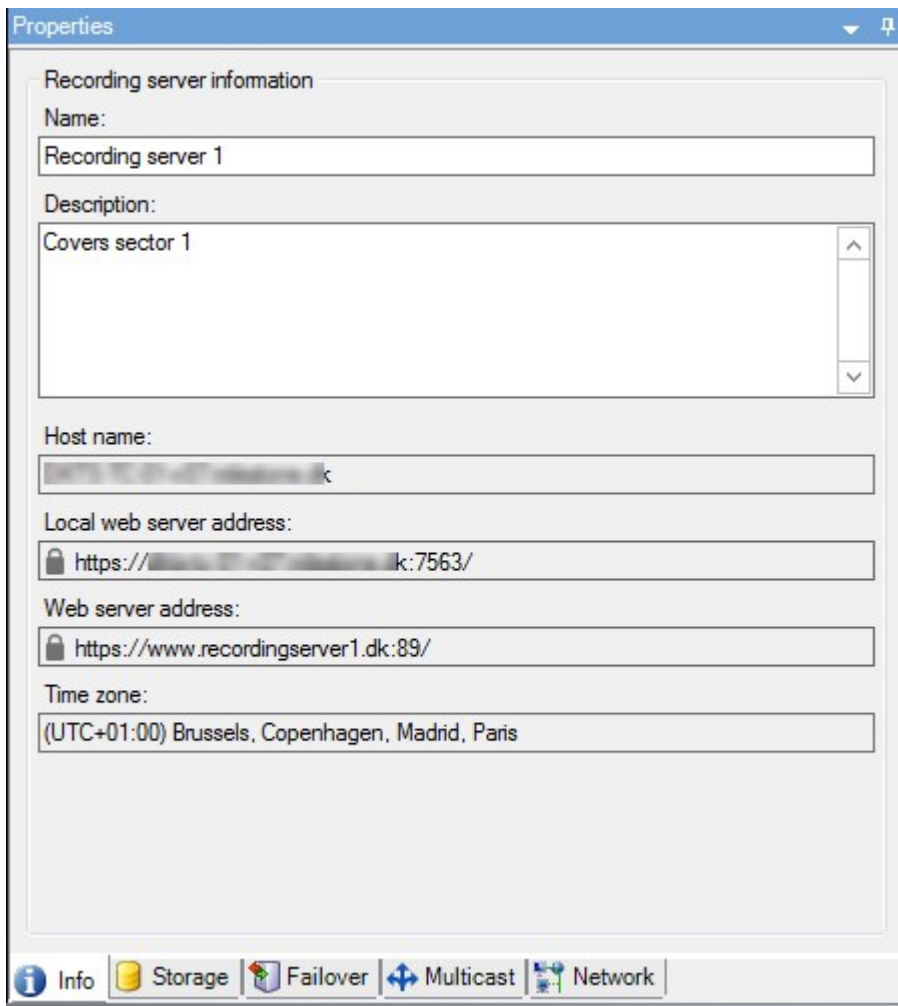 Properties
Recording server information
Name:
Recording server 1
Description:
Covers sector 1
Host name:
Local web server address:
https:// k:7563/
Web server address:
https://www.recordingserver1.dk:89/
Time zone:
(UTC+01:00) Brussels, Copenhagen, Madrid, Paris
Info Storage Failover Multicast Network